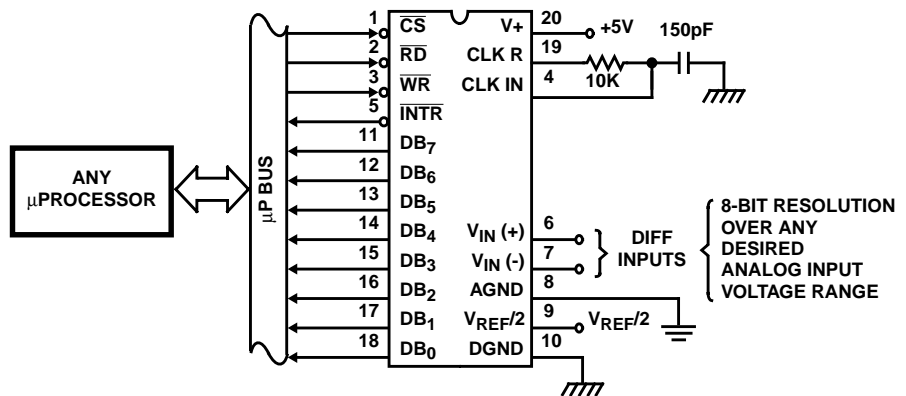 ANY
µPROCESSOR
µP BUS
1
2
3
5
11
12
13
14
15
16
17
18
CS
RD
WR
INTR
DB7
DB6
DB5
DB4
DB3
DB2
DB1
DB0
V+
CLK R
CLK IN
VIN (+)
VIN (-)
AGND
VREF/2
DGND
20
19
4
6
7
8
9
10
+5V
10K
150pF
VREF/2
DIFF
INPUTS
8-BIT RESOLUTION
OVER ANY
DESIRED
ANALOG INPUT
VOLTAGE RANGE